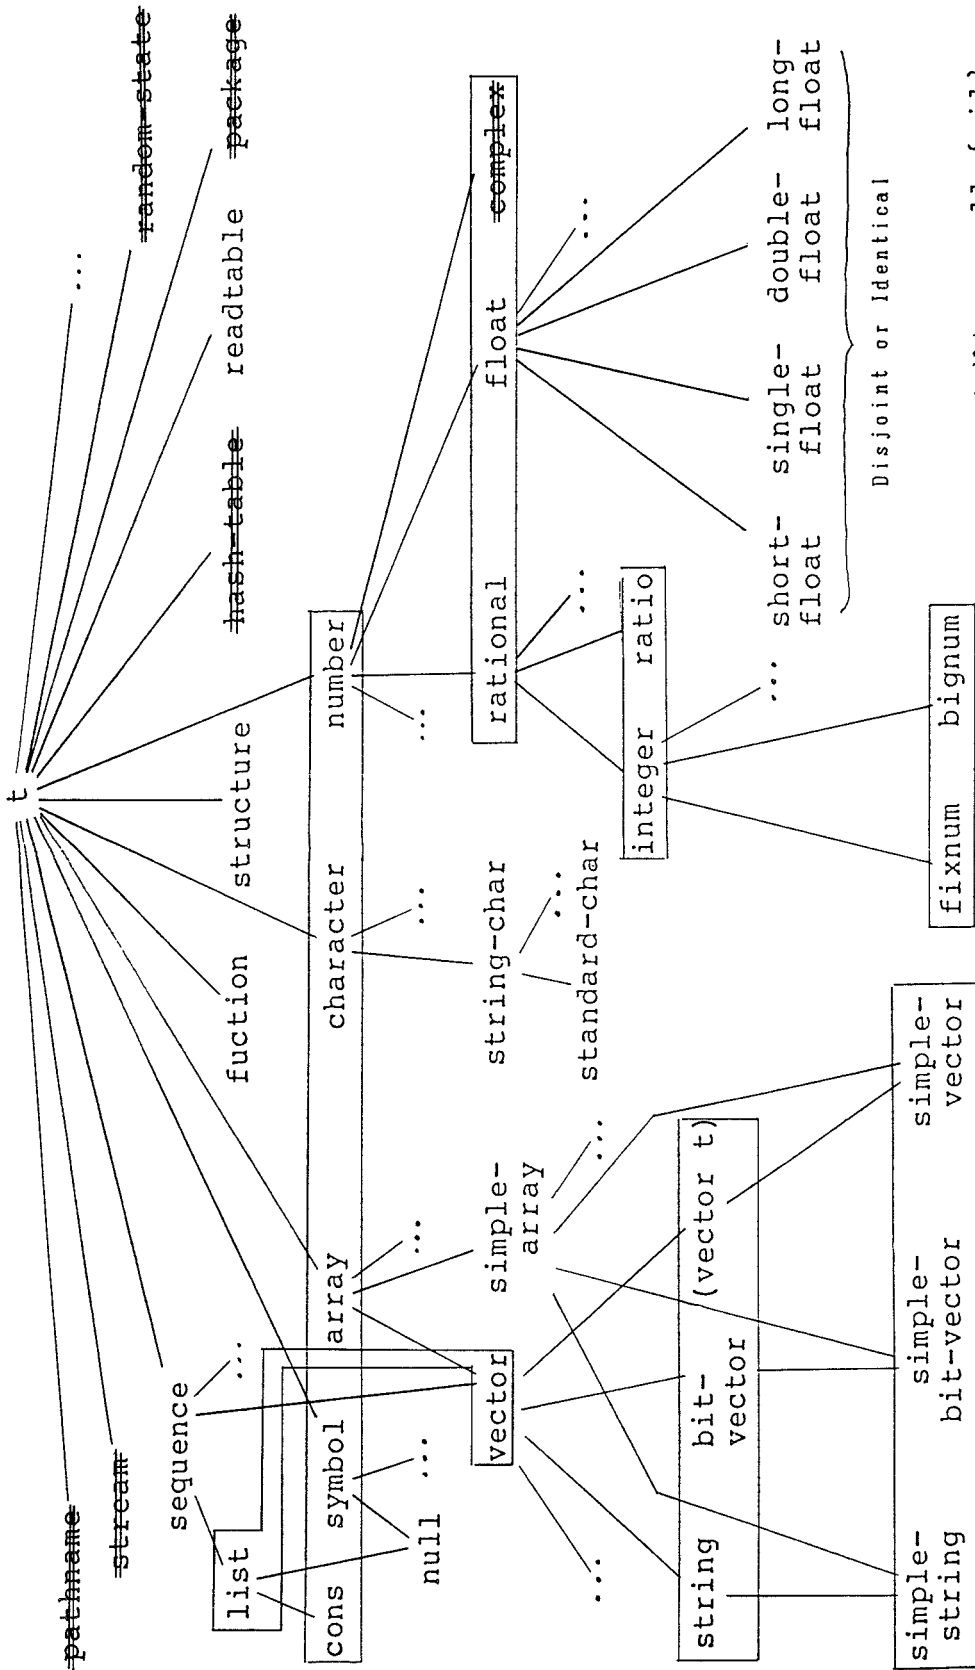 t
pathname ...
stream
random-state
sequence
list ... fuction structure hash-table readtable package
cons symbol array character number
null ... ... ... ...
vector simple-array string-char rational float complex
... ... standard-char ... ... ...
integer ratio
string bit-vector (vector t)
... short-float single-float double-float long-float
Disjoint or Identical
simple-string simple-bit-vector simple-vector fixnum bignum